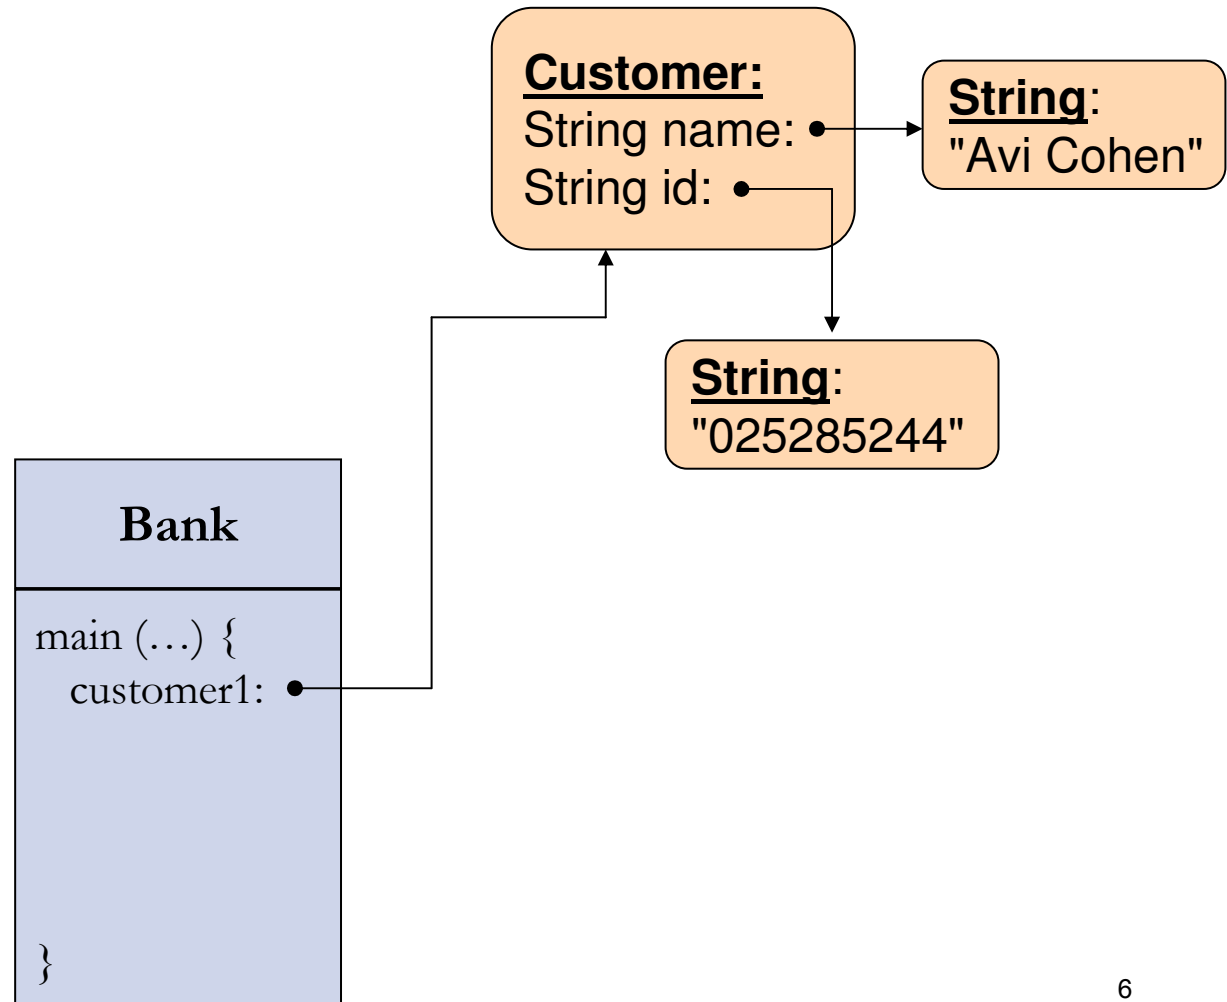 Customer:
String name:
String id:
String:
"Avi Cohen"
String:
"025285244"
Bank
main (…) {
customer1:
}
6